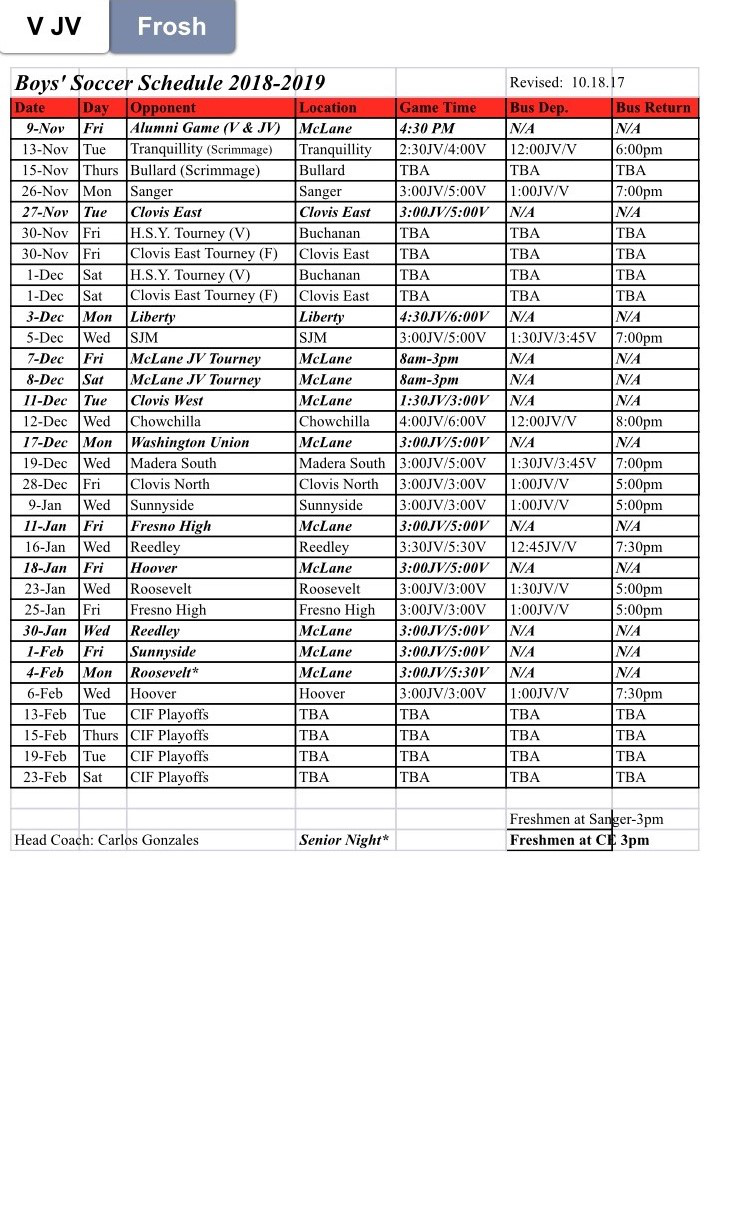 V JV Frosh
Boys' Soccer Schedule 2018-2019 Revised: 10.18.17
Date Day Opponent Location Game Time Bus Dep. Bus Return
9-Nov Fri Alumni Game (V & JV) McLane 4:30 PM N/A N/A
13-Nov Tue Tranquillity (Scrimmage) Tranquility 2:30JV/4:00V 12:00JV/V 6:00pm
15-Nov Thurs Bullard (Scrimmage) Bullard TBA TBA TBA
26-Nov Mon Sanger Sanger 3:00JV/5:00V 1:00JV/V 7:00pm
27-Nov Tue Clovis East Clovis East 3:00JV/5:00V N/A N/A
30-Nov Fri H.S.Y. Tourney (V) Buchanan TBA TBA TBA
30-Nov Fri Clovis East Tourney (F) Clovis East TBA TBA TBA
1-Dec Sat H.S.Y. Tourney (V) Buchanan TBA TBA TBA
1-Dec Sat Clovis East Tourney (F) Clovis East TBA TBA TBA
3-Dec Mon Liberty Liberty 4:30JV/6:00V N/A N/A
5-Dec Wed SJM SJM 3:00JV/5:00V 1:30JV/3:45V 7:00pm
7-Dec Fri McLane JV Tourney McLane 8am-3pm N/A N/A
8-Dec Sat McLane JV Tourney McLane 8am-3pm N/A N/A
11-Dec Tue Clovis West McLane 1:30JV/3:00V N/A N/A
12-Dec Wed Chowchilla Chowchilla 4:00JV/6:00V 12:00JV/V 8:00pm
17-Dec Mon Washington Union McLane 3:00JV/5:00V N/A N/A
19-Dec Wed Madera South Madera South 3:00JV/5:00V 1:30JV/3:45V 7:00pm
28-Dec Fri Clovis North Clovis North 3:00JV/5:00V 1:00JV/V 5:00pm
9-Jan Wed Sunnyside Sunnyside 3:00JV/3:00V 1:00JV/V 5:00pm
11-Jan Fri Fresno High McLane 3:00JV/5:00V N/A N/A
16-Jan Wed Reedley Reedley 3:30JV/5:30V 12:45JV/V 7:30pm
18-Jan Fri Hoover McLane 3:00JV/5:00V N/A N/A
23-Jan Wed Roosevelt Roosevelt 3:00JV/3:00V 1:30JV/V 5:00pm
25-Jan Fri Fresno High Fresno High 3:00JV/3:00V 1:00JV/V 5:00pm
30-Jan Wed Reedley McLane 3:00JV/5:00V N/A N/A
1-Feb Fri Sunnyside McLane 3:00JV/5:00V N/A N/A
4-Feb Mon Roosevelt* McLane 3:00JV/5:30V N/A N/A
6-Feb Wed Hoover Hoover 3:00JV/3:00V 1:00JV/V 7:30pm
13-Feb Tue CIF Playoffs TBA TBA TBA TBA
15-Feb Thurs CIF Playoffs TBA TBA TBA TBA
19-Feb Tue CIF Playoffs TBA TBA TBA TBA
23-Feb Sat CIF Playoffs TBA TBA TBA TBA
Freshmen at Sanger-3pm
Head Coach: Carlos Gonzales Senior Night* Freshmen at CE 3pm